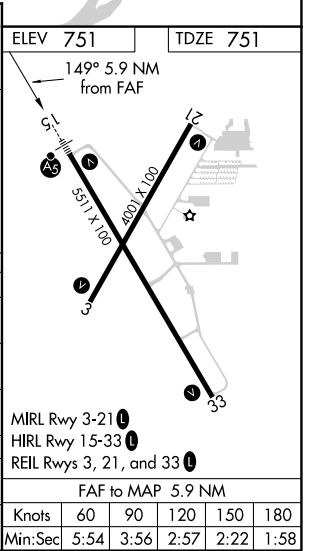 ELEV 751
TDZE 751
149° 5.9 NM
from FAF
15
21
A5
V
V
5511 X 100
4001 X 100
V
3
V
33
MIRL Rwy 3-21 L
HIRL Rwy 15-33 L
REIL Rwys 3, 21, and 33 L
FAF to MAP 5.9 NM
Knots 60 90 120 150 180
Min:Sec 5:54 3:56 2:57 2:22 1:58